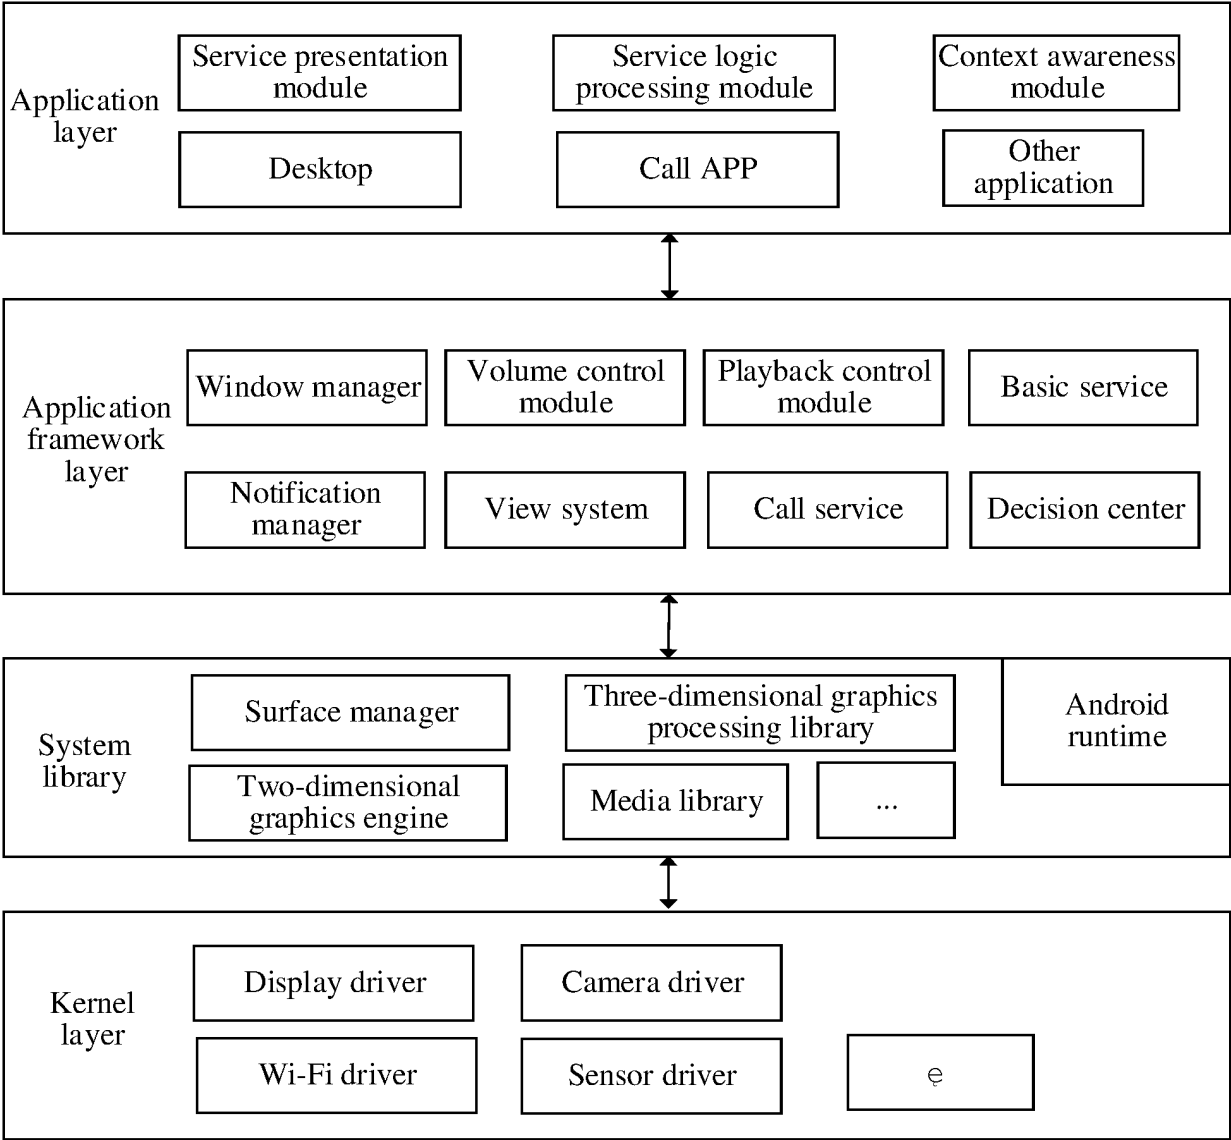 Application
layer
Service presentation
module
Service logic
processing module
Context awareness
module
Desktop
Call APP
Other
application
Application
framework
layer
Window manager
Volume control
module
Playback control
module
Basic service
Notification
manager
View system
Call service
Decision center
System
library
Surface manager
Three-dimensional graphics
processing library
Android
runtime
Two-dimensional
graphics engine
Media library
...
Kernel
layer
Display driver
Camera driver
Wi-Fi driver
Sensor driver
ę